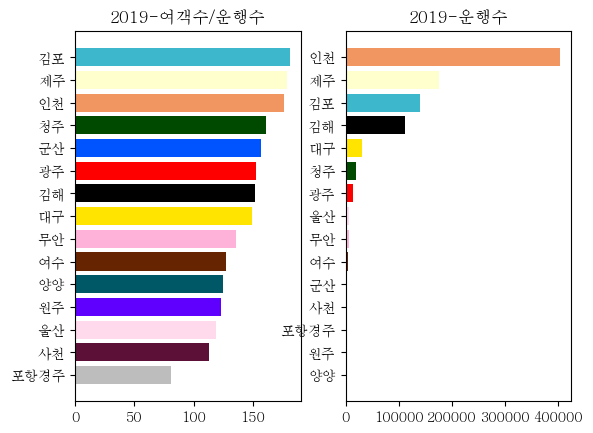 2019-여객수/운행수
김포
제주
인천
청주
군산
광주
김해
대구
무안
여수
양양
원주
울산
사천
포항경주
0 50 100 150
2019-운행수
인천
제주
김포
김해
대구
청주
광주
울산
무안
여수
군산
사천
포항경주
원주
양양
0 100000 200000 300000 400000